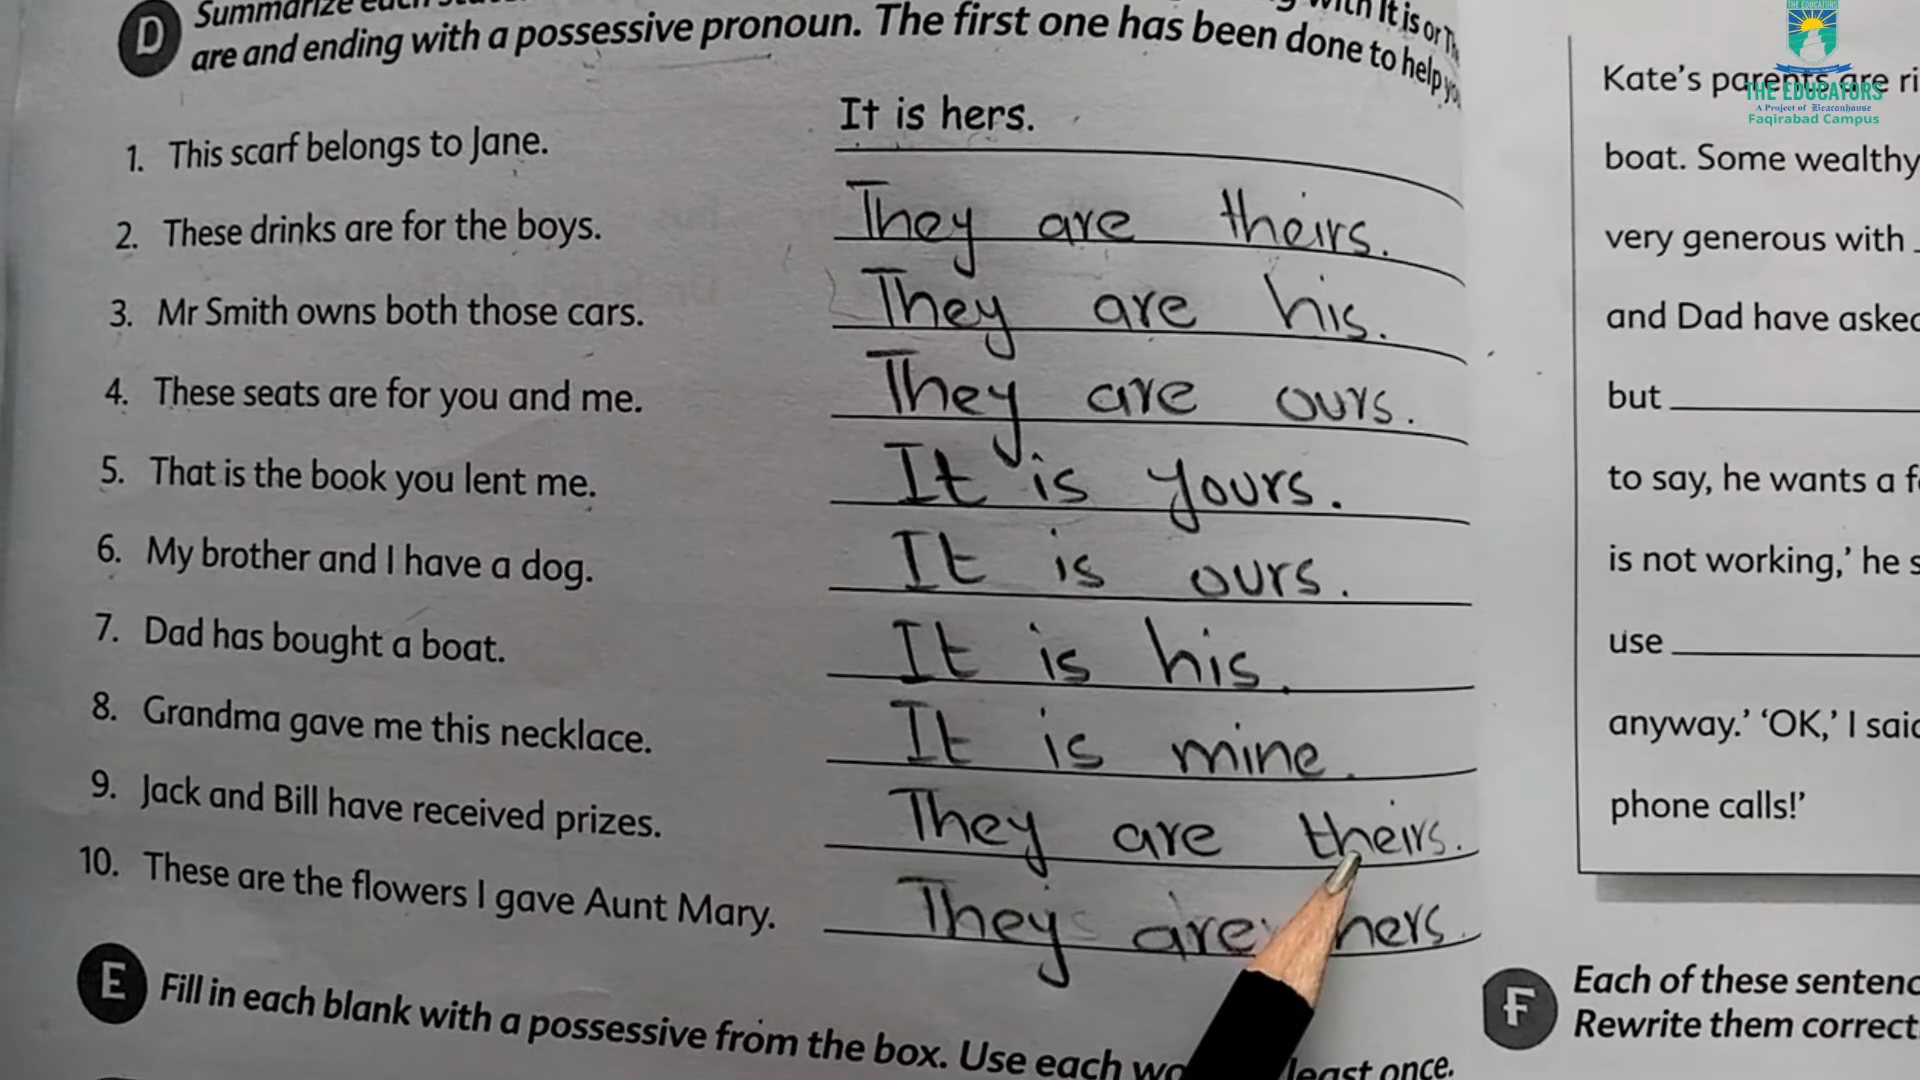 D Summarize each
with It is or
are and ending with a possessive pronoun. The first one has been done to help
It is hers.
1. This scarf belongs to Jane.
They are theirs.
2. These drinks are for the boys.
They are his.
3. Mr Smith owns both those cars.
They are ours.
4. These seats are for you and me.
It is yours.
5. That is the book you lent me.
It is ours.
6. My brother and I have a dog.
It is his.
7. Dad has bought a boat.
It is mine.
8. Grandma gave me this necklace.
They are theirs.
9. Jack and Bill have received prizes.
They are hers.
10. These are the flowers I gave Aunt Mary.
E Fill in each blank with a possessive from the box. Use each least once.
Kate's parents are
boat. Some wealthy
very generous with
and Dad have asked
but
to say, he wants a
is not working,' he
use
anyway.' 'OK,' I said
phone calls!'
F Each of these
Rewrite them
THE EDUCATORS
THE EDUCATORS
A Project of Beaconhouse
Faqirabad Campus